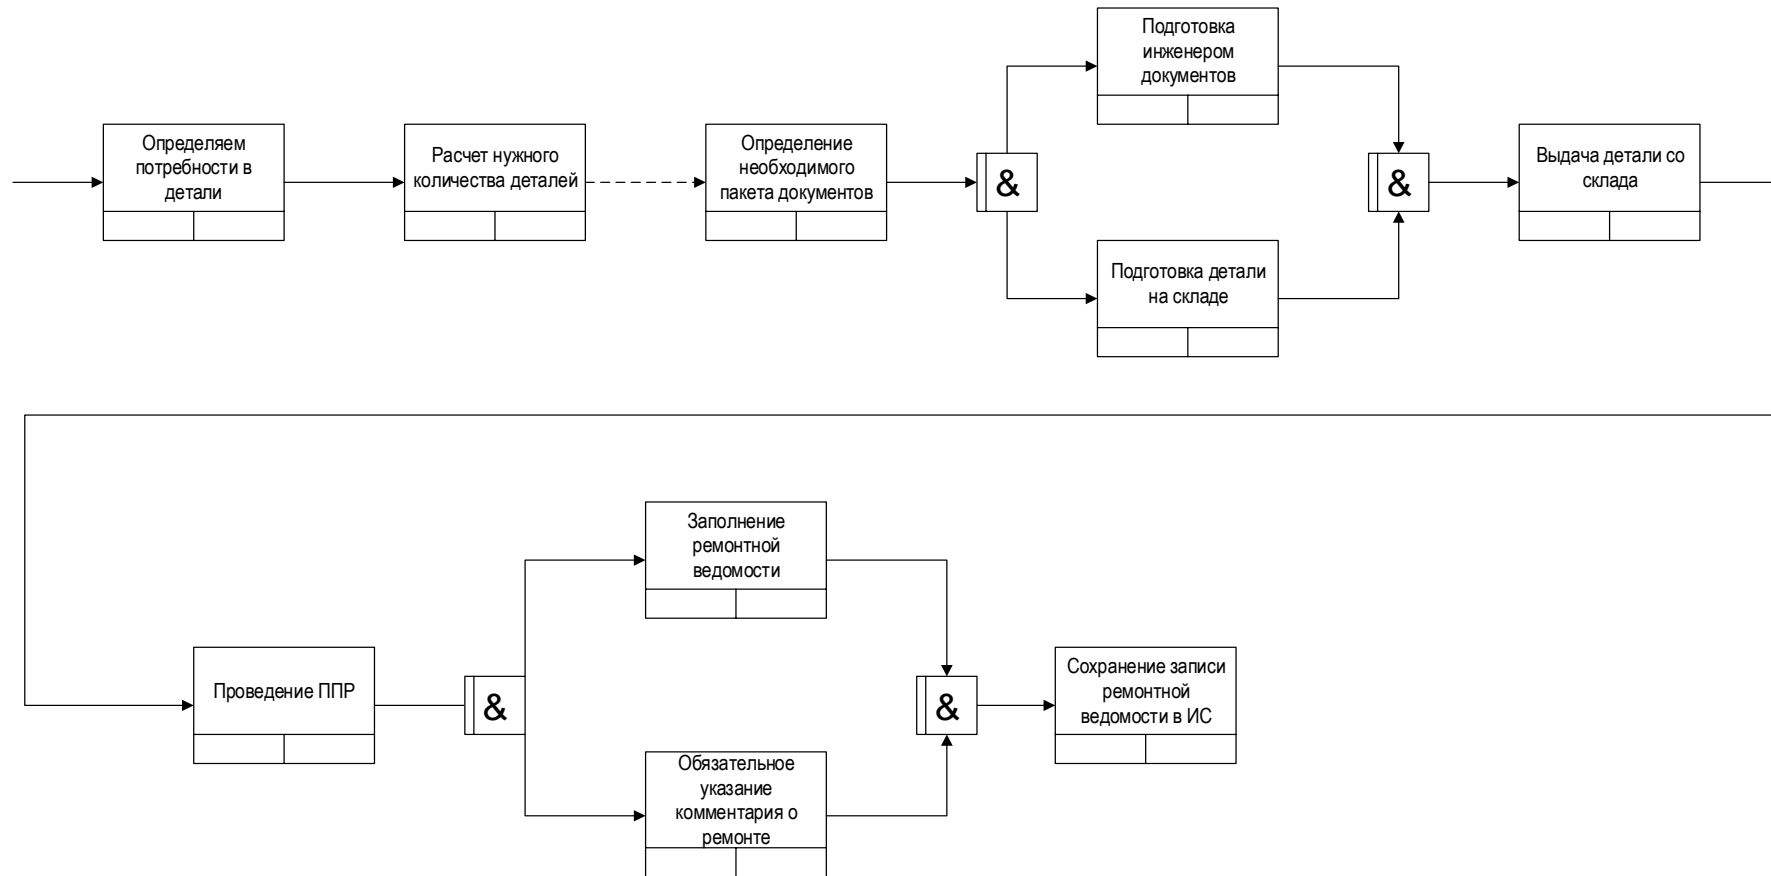 Определяем
потребности в
детали
Расчет нужного
количества деталей
Определение
необходимого
пакета документов
&
Подготовка
инженером
документов
Подготовка детали
на складе
&
Выдача детали со
склада
Проведение ППР
&
Заполнение
ремонтной
ведомости
Обязательное
указание
комментария о
ремонте
&
Сохранение записи
ремонтной
ведомости в ИС